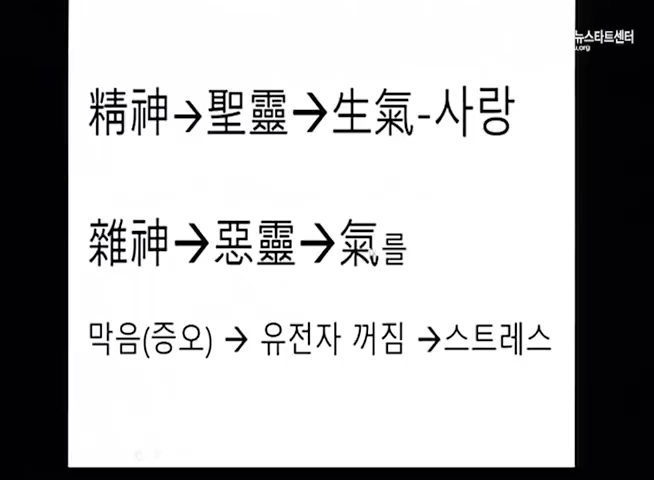 뉴스타트센터
u.org
精神→聖靈→生氣-사랑
雜神→惡靈→氣를
막음(증오) → 유전자 꺼짐 →스트레스